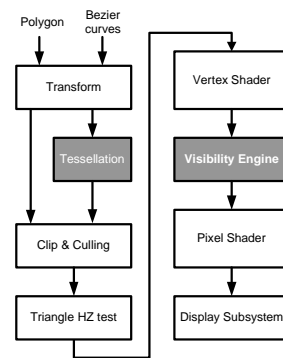 Polygon
Bezier
curves
Transform
Tessellation
Clip & Culling
Triangle HZ test
Vertex Shader
Visibility Engine
Pixel Shader
Display Subsystem